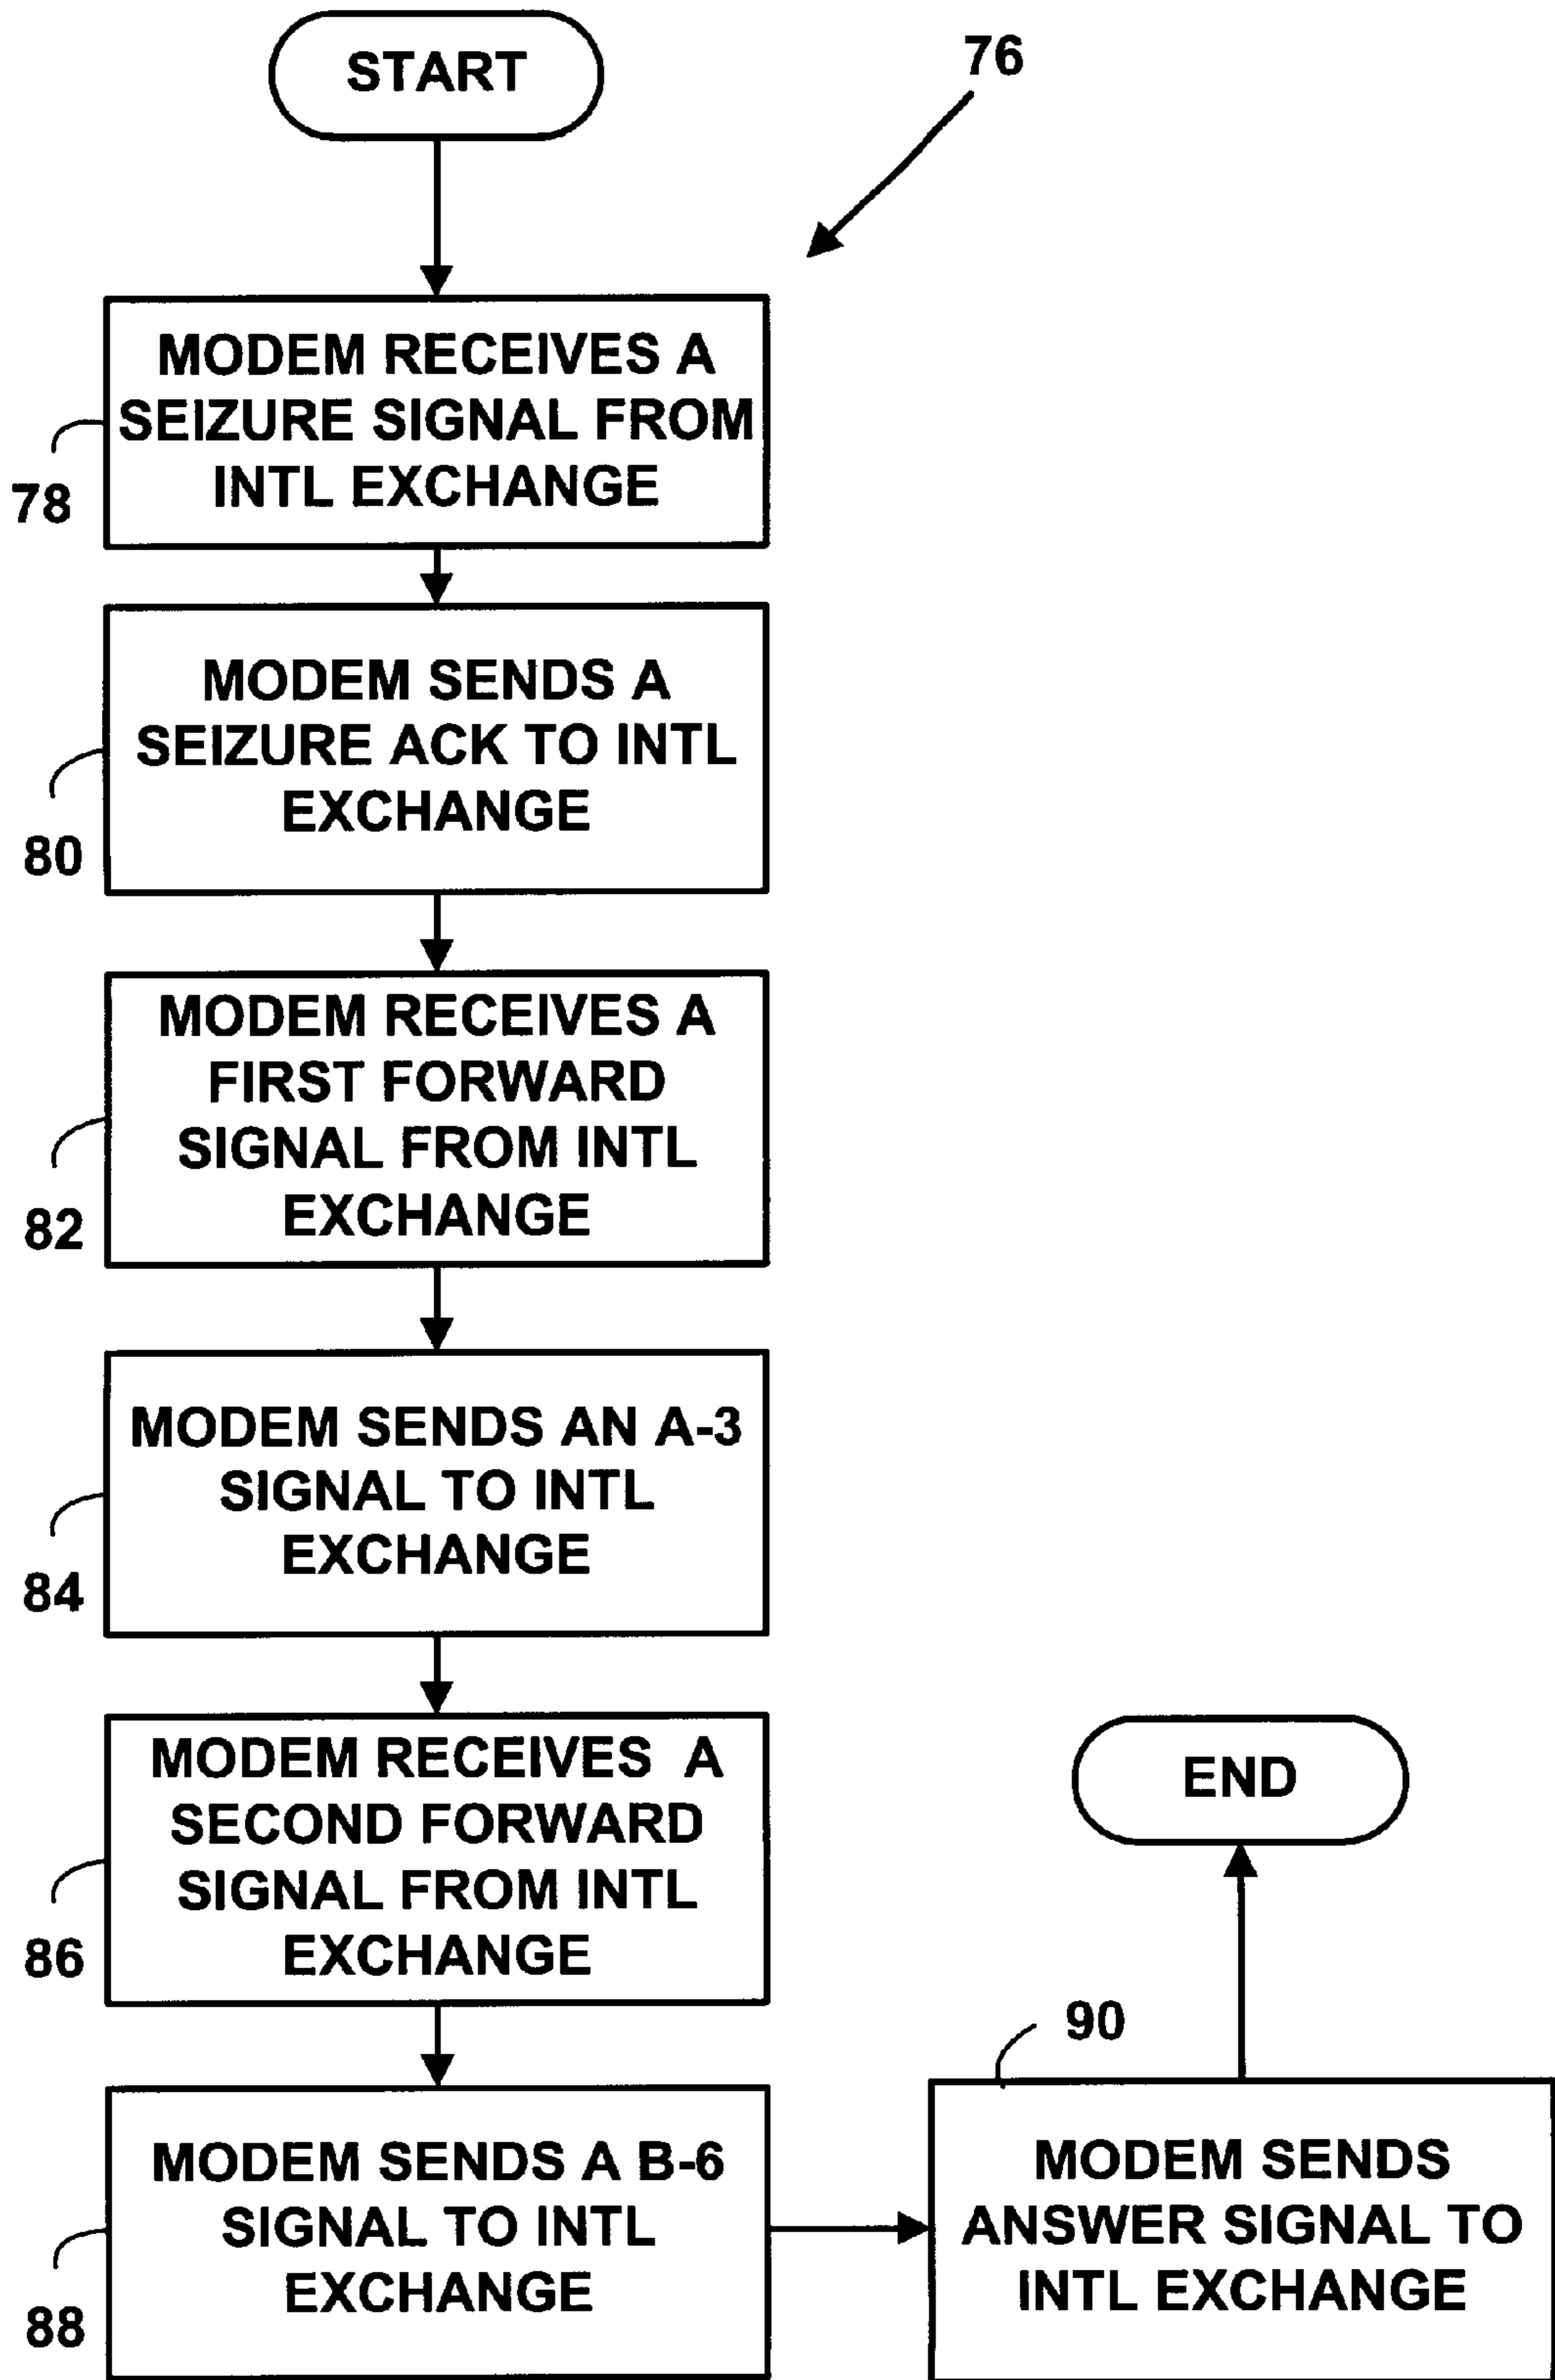 START
76
MODEM RECEIVES A
SEIZURE SIGNAL FROM
INTL EXCHANGE
78
MODEM SENDS A
SEIZURE ACK TO INTL
EXCHANGE
80
MODEM RECEIVES A
FIRST FORWARD
SIGNAL FROM INTL
EXCHANGE
82
MODEM SENDS AN A-3
SIGNAL TO INTL
EXCHANGE
84
MODEM RECEIVES A
SECOND FORWARD
SIGNAL FROM INTL
EXCHANGE
86
MODEM SENDS A B-6
SIGNAL TO INTL
EXCHANGE
88
90
MODEM SENDS
ANSWER SIGNAL TO
INTL EXCHANGE
END